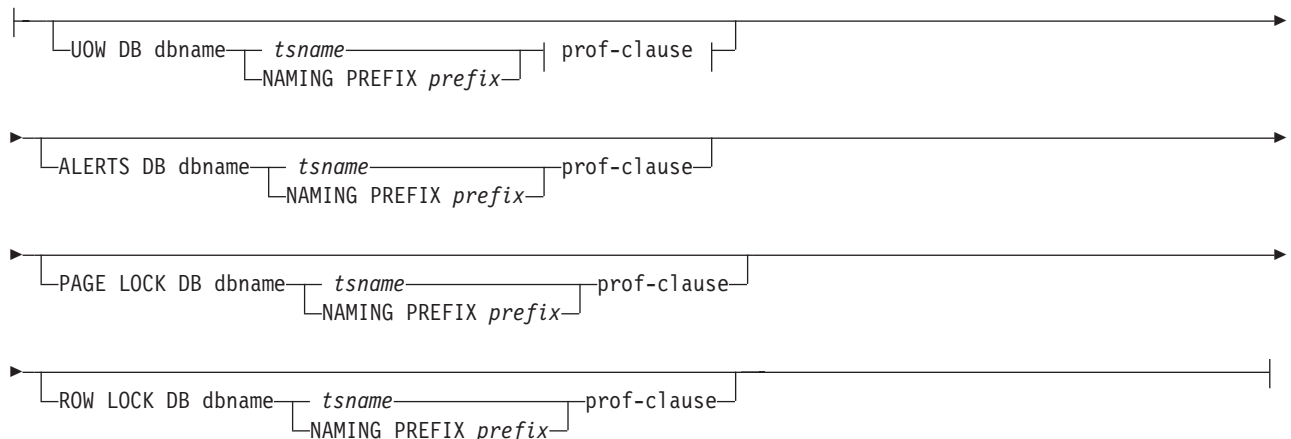 UOW DB dbname tsname prof-clause
NAMING PREFIX prefix
ALERTS DB dbname tsname prof-clause
NAMING PREFIX prefix
PAGE LOCK DB dbname tsname prof-clause
NAMING PREFIX prefix
ROW LOCK DB dbname tsname prof-clause
NAMING PREFIX prefix